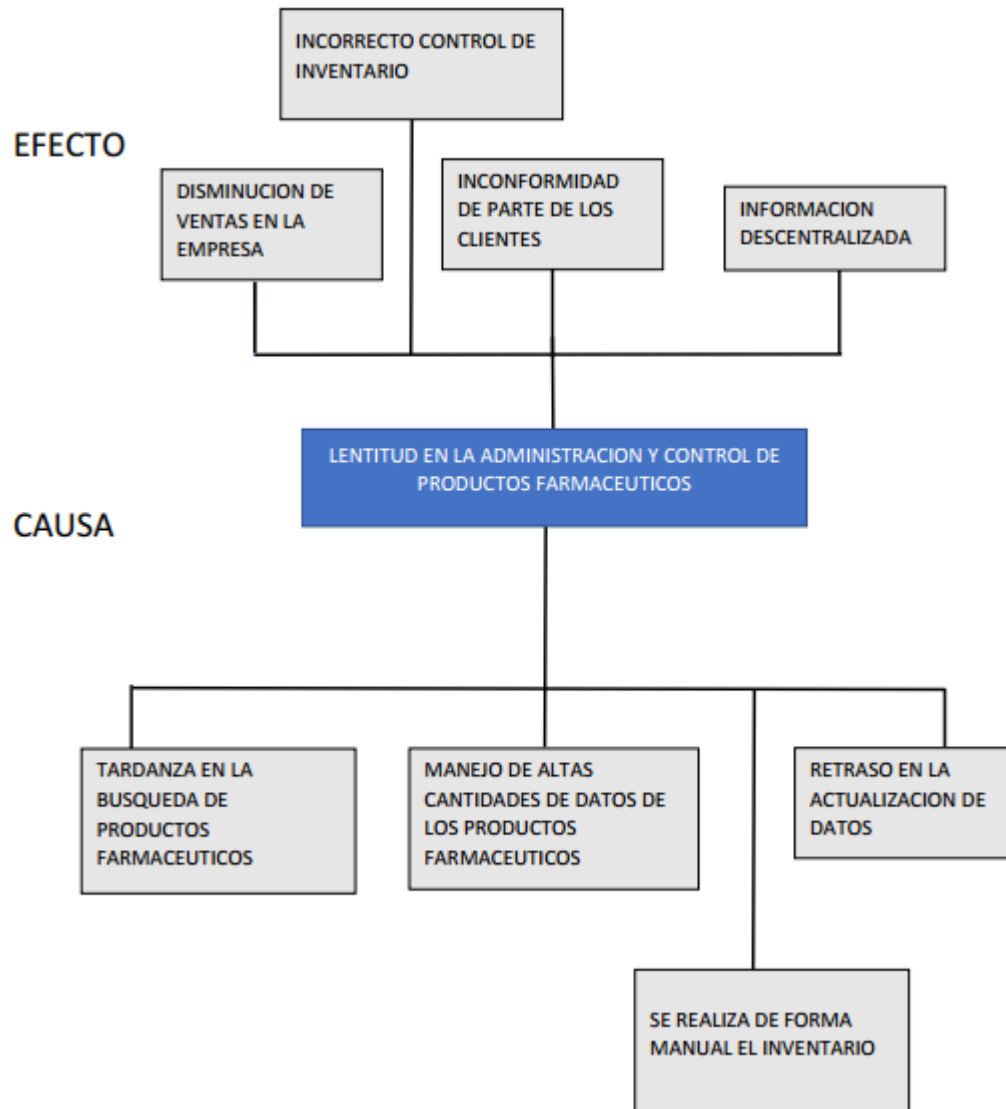 INCORRECTO CONTROL DE
INVENTARIO
EFECTO
DISMINUCION DE
VENTAS EN LA
EMPRESA
INCONFORMIDAD
DE PARTE DE LOS
CLIENTES
INFORMACION
DESCENTRALIZADA
LENTITUD EN LA ADMINISTRACION Y CONTROL DE
PRODUCTOS FARMACEUTICOS
CAUSA
TARDANZA EN LA
BUSQUEDA DE
PRODUCTOS
FARMACEUTICOS
MANEJO DE ALTAS
CANTIDADES DE DATOS DE
LOS PRODUCTOS
FARMACEUTICOS
RETRASO EN LA
ACTUALIZACION DE
DATOS
SE REALIZA DE FORMA
MANUAL EL INVENTARIO